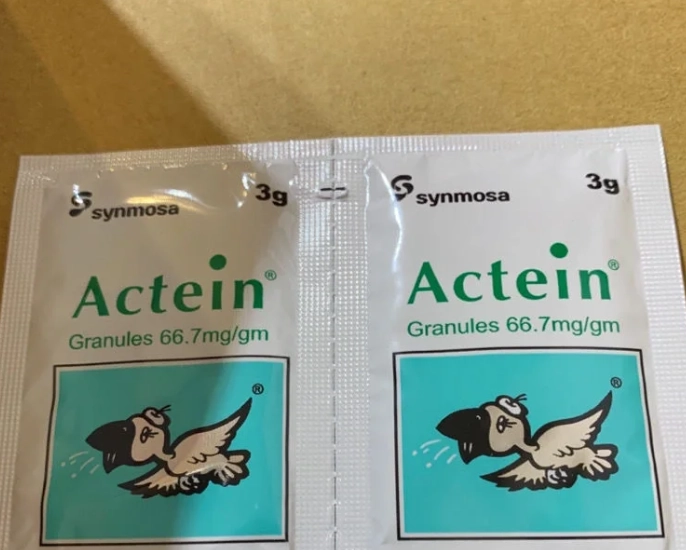 synmosa 3g
Actein®
Granules 66.7mg/gm
®
synmosa 3g
Actein®
Granules 66.7mg/gm
®